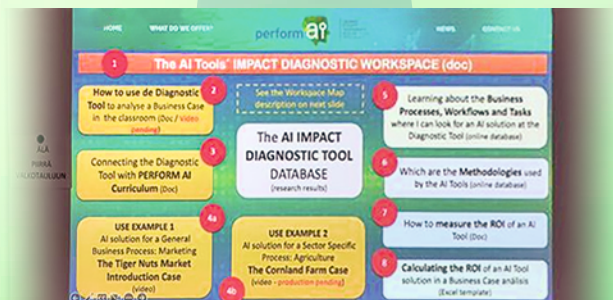 HOME
WHAT DO WE OFFER?
perform ai
NEWS
CONTACT US
1
The AI Tools' IMPACT DIAGNOSTIC WORKSPACE (doc)
2
How to use de Diagnostic
Tool to analyse a Business Case
in the classroom (Doc / video
pending)
See the Workspace Map
description on next slide
5
Learning about the Business
Processes, Workflows and Tasks
where I can look for an AI solution at the
Diagnostic Tool (online database)
The AI IMPACT
DIAGNOSTIC TOOL
DATABASE
(research results)
3
Connecting the Diagnostic
Tool with PERFORM AI
Curriculum (Doc)
6
Which are the Methodologies used
by the AI Tools (online database)
ÄLÄ
PIIRRÄ
VALKOTAULUUN
4a
USE EXAMPLE 1
AI solution for a General
Business Process: Marketing
The Tiger Nuts Market
Introduction Case
(video)
USE EXAMPLE 2
AI solution for a Sector Specific
Process: Agriculture
The Cornland Farm Case
(video - production pending)
4b
7
How to measure the ROI of an AI
Tool (Doc)
8
Calculating the ROI of an AI Tool
solution in a Business Case análisis
(Excel template)